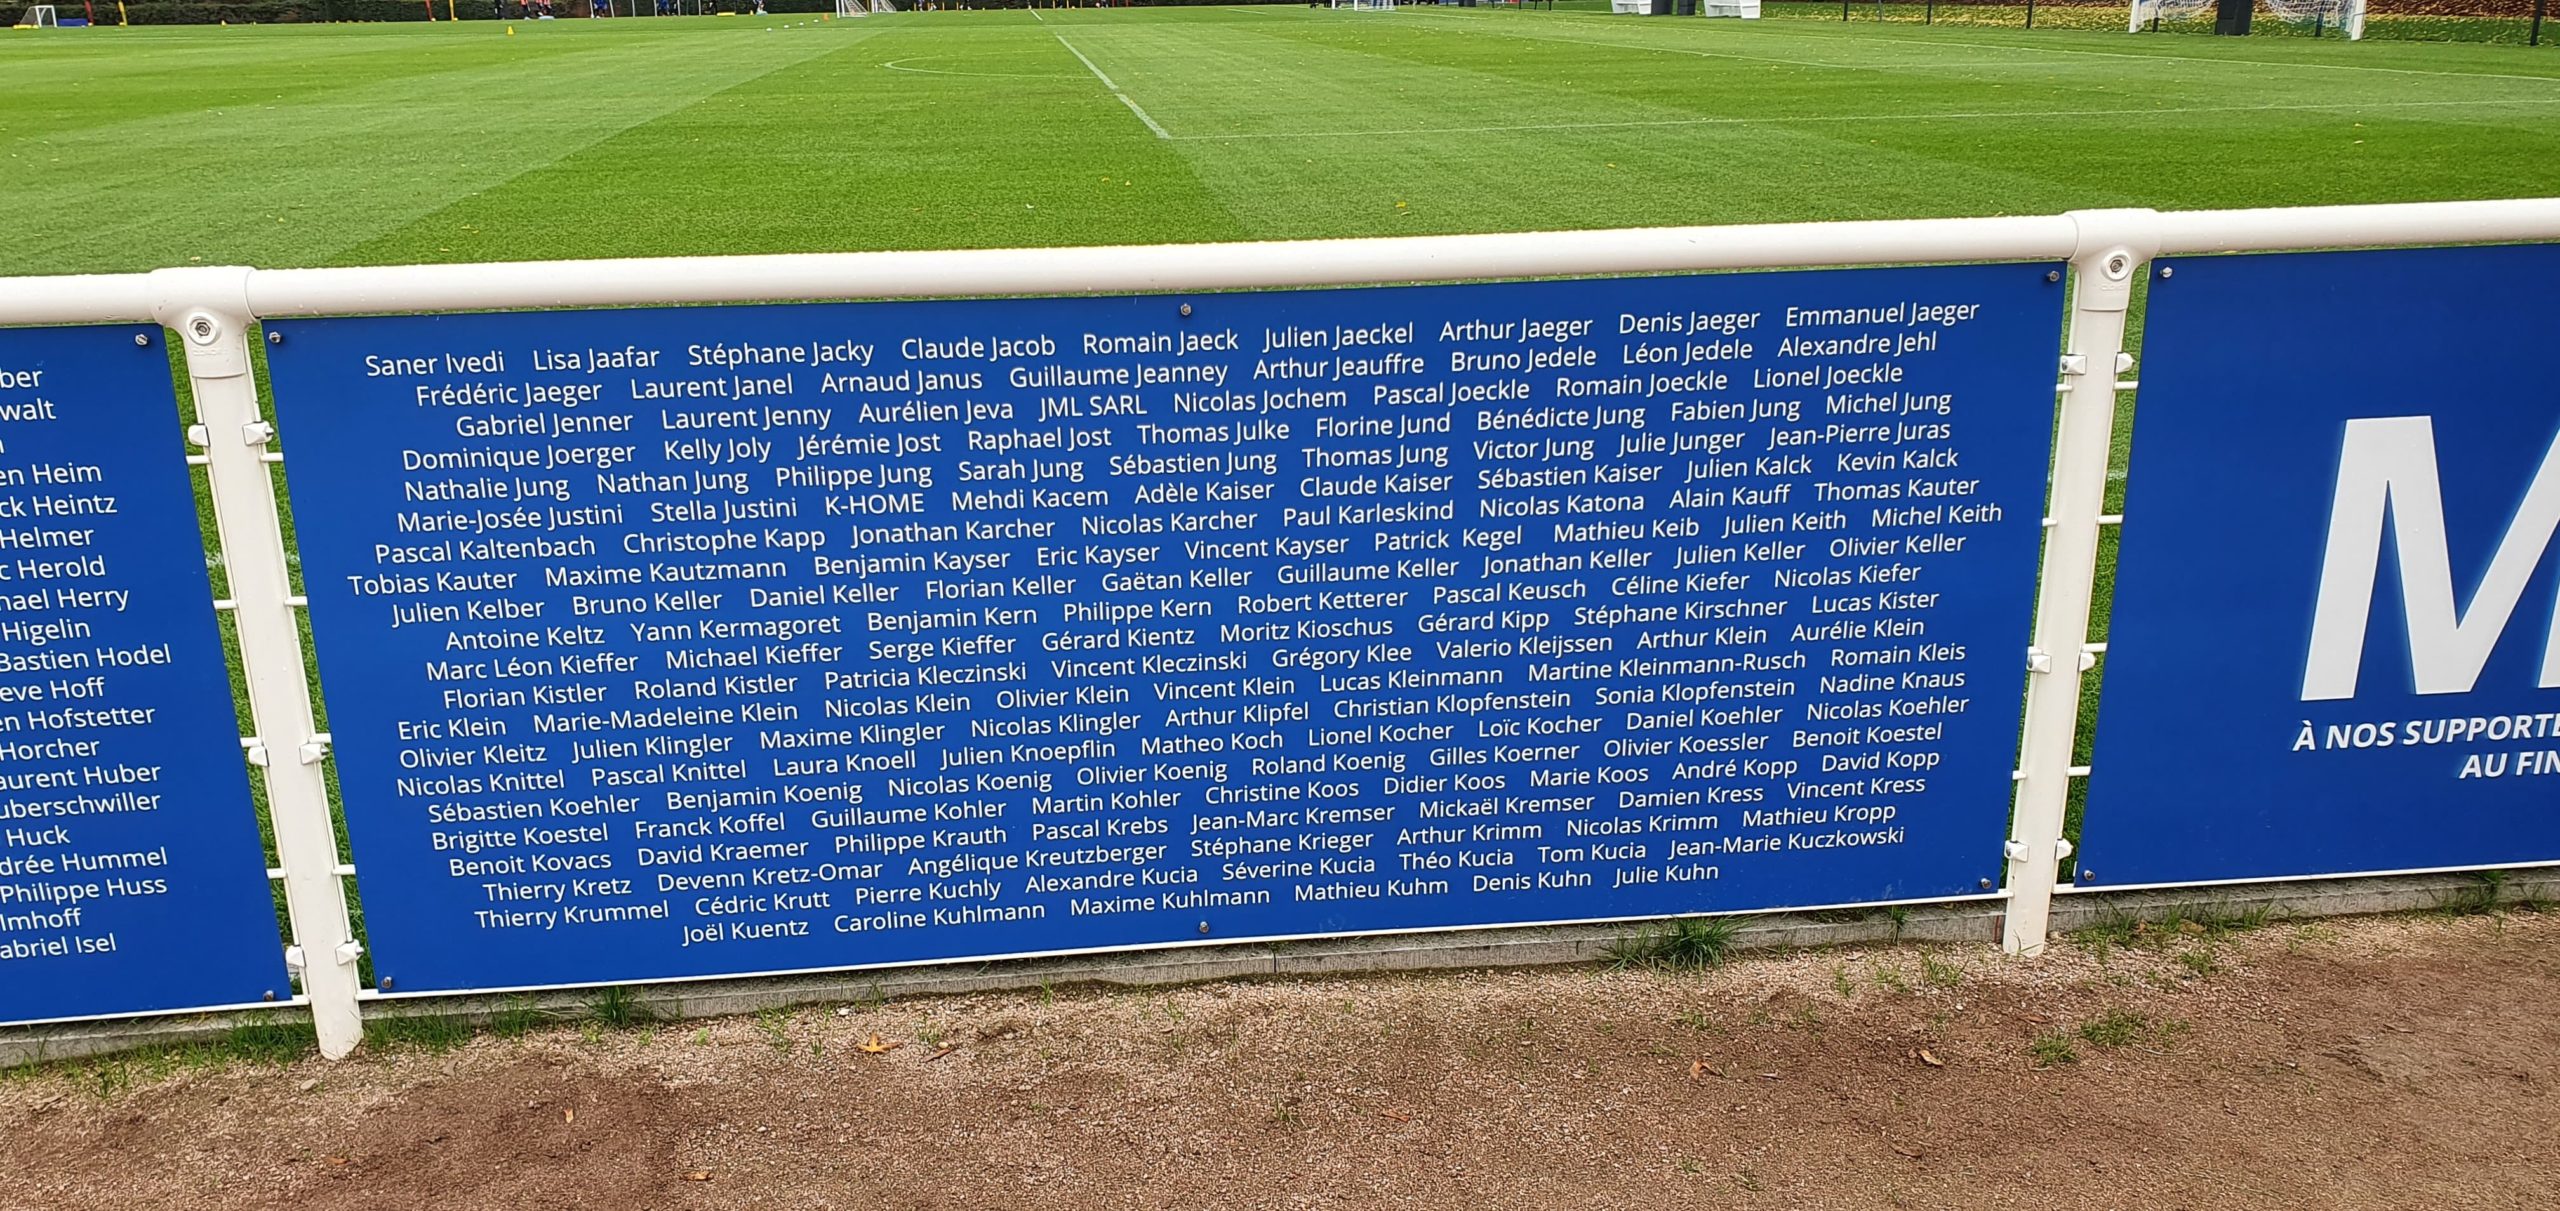 ber
walt
en Heim
ck Heintz
Helmer
c Herold
hael Herry
Higelin
Bastien Hodel
eve Hoff
en Hofstetter
Horcher
aurent Huber
uberschwiller
Huck
drée Hummel
Philippe Huss
Imhoff
abriel Isel
Saner Ivedi Lisa Jaafar Stéphane Jacky Claude Jacob Romain Jaeck Julien Jaeckel Arthur Jaeger Denis Jaeger Emmanuel Jaeger
Frédéric Jaeger Laurent Janel Arnaud Janus Guillaume Jeanney Arthur Jeauffre Bruno Jedele Léon Jedele Alexandre Jehl
Gabriel Jenner Laurent Jenny Aurélien Jeva JML SARL Nicolas Jochem Pascal Joeckle Romain Joeckle Lionel Joeckle
Dominique Joerger Kelly Joly Jérémie Jost Raphael Jost Thomas Julke Florine Jund Bénédicte Jung Fabien Jung Michel Jung
Nathalie Jung Nathan Jung Philippe Jung Sarah Jung Sébastien Jung Thomas Jung Victor Jung Julie Junger Jean-Pierre Juras
Marie-Josée Justini Stella Justini K-HOME Mehdi Kacem Adèle Kaiser Claude Kaiser Sébastien Kaiser Julien Kalck Kevin Kalck
Pascal Kaltenbach Christophe Kapp Jonathan Karcher Nicolas Karcher Paul Karleskind Nicolas Katona Alain Kauff Thomas Kauter
Tobias Kauter Maxime Kautzmann Benjamin Kayser Eric Kayser Vincent Kayser Patrick Kegel Mathieu Keib Julien Keith Michel Keith
Julien Kelber Bruno Keller Daniel Keller Florian Keller Gaëtan Keller Guillaume Keller Jonathan Keller Julien Keller Olivier Keller
Antoine Keltz Yann Kermagoret Benjamin Kern Philippe Kern Robert Ketterer Pascal Keusch Céline Kiefer Nicolas Kiefer
Marc Léon Kieffer Michael Kieffer Serge Kieffer Gérard Kientz Moritz Kioschus Gérard Kipp Stéphane Kirschner Lucas Kister
Florian Kistler Roland Kistler Patricia Kleczinski Vincent Kleczinski Grégory Klee Valerio Kleijssen Arthur Klein Aurélie Klein
Eric Klein Marie-Madeleine Klein Nicolas Klein Olivier Klein Vincent Klein Lucas Kleinmann Martine Kleinmann-Rusch Romain Kleis
Olivier Kleitz Julien Klingler Maxime Klingler Nicolas Klingler Arthur Klipfel Christian Klopfenstein Sonia Klopfenstein Nadine Knaus
Nicolas Knittel Pascal Knittel Laura Knoell Julien Knoepflin Matheo Koch Lionel Kocher Loïc Kocher Daniel Koehler Nicolas Koehler
Sébastien Koehler Benjamin Koenig Nicolas Koenig Olivier Koenig Roland Koenig Gilles Koerner Olivier Koessler Benoit Koestel
Brigitte Koestel Franck Koffel Guillaume Kohler Martin Kohler Christine Koos Didier Koos Marie Koos André Kopp David Kopp
Benoit Kovacs David Kraemer Philippe Krauth Pascal Krebs Jean-Marc Kremser Mickaël Kremser Damien Kress Vincent Kress
Thierry Kretz Devenn Kretz-Omar Angélique Kreutzberger Stéphane Krieger Arthur Krimm Nicolas Krimm Mathieu Kropp
Thierry Krummel Cédric Krutt Pierre Kuchly Alexandre Kucia Séverine Kucia Théo Kucia Tom Kucia Jean-Marie Kuczkowski
Joël Kuentz Caroline Kuhlmann Maxime Kuhlmann Mathieu Kuhm Denis Kuhn Julie Kuhn
M
À NOS SUPPORTE
AU FIN